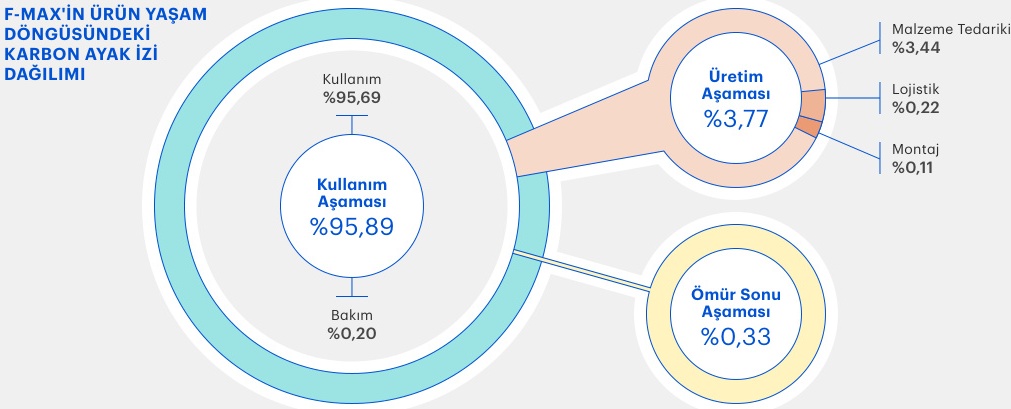 F-MAX'İN ÜRÜN YAŞAM
DÖNGÜSÜNDEKİ
KARBON AYAK İZİ
DAĞILIMI
Kullanım
%95,69
Kullanım
Aşaması
%95,89
Bakım
%0,20
Üretim
Aşaması
%3,77
Malzeme Tedariki
%3,44
Lojistik
%0,22
Montaj
%0,11
Ömür Sonu
Aşaması
%0,33